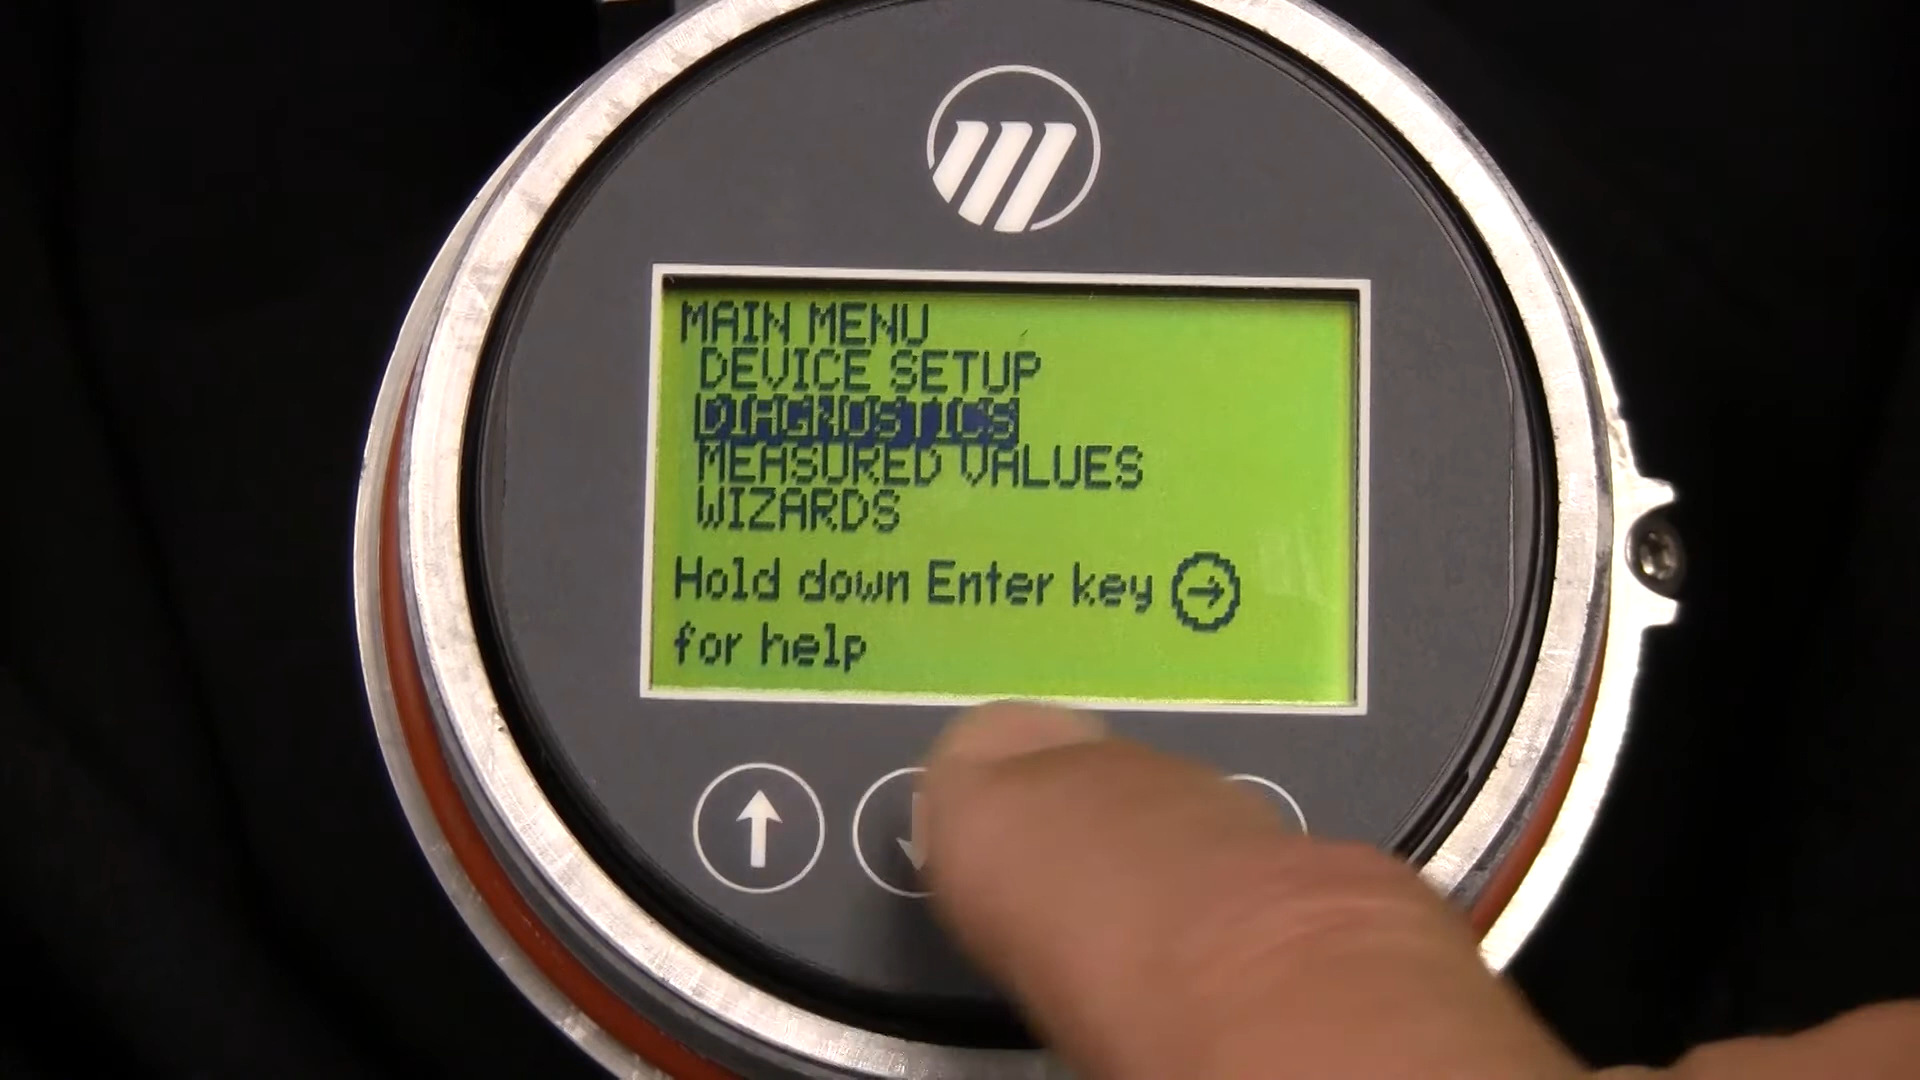 MAIN MENU
DEVICE SETUP
DIAGNOSTICS
MEASURED VALUES
WIZARDS
Hold down Enter key
for help